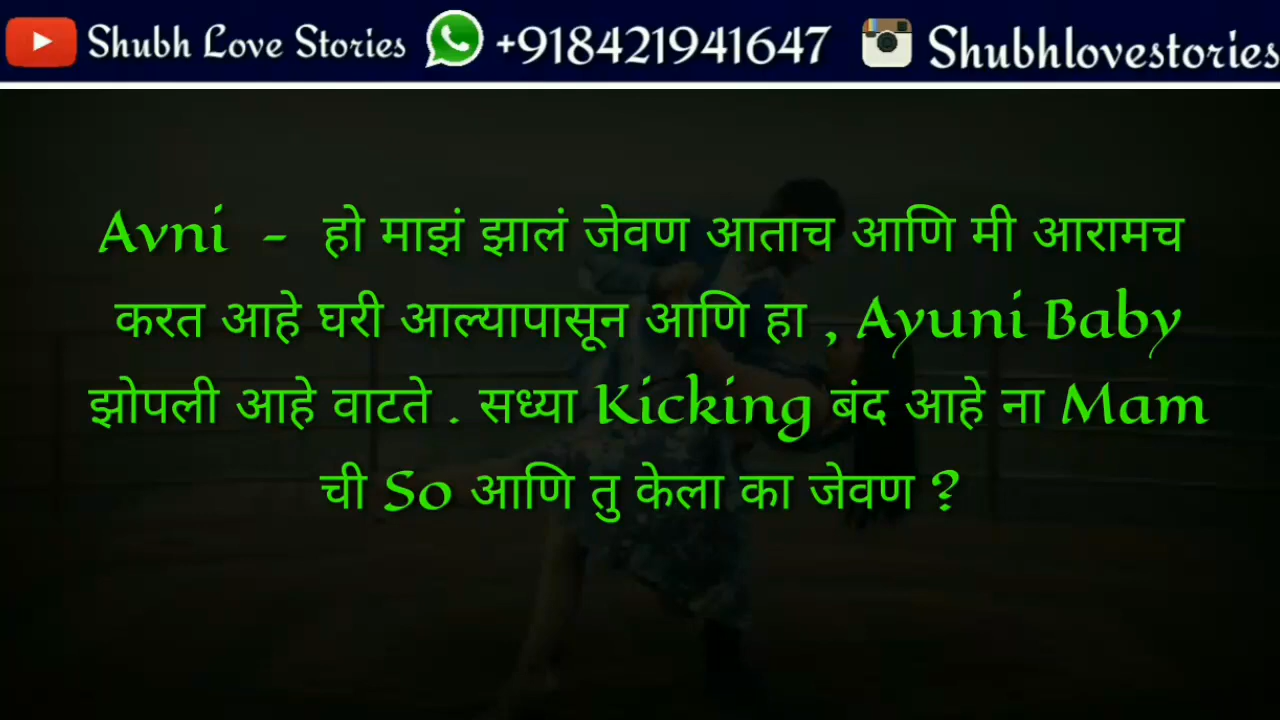 Shubh Love Stories +918421941647 Shubhlovestories
Avni - हो माझं झालं जेवण आताच आणि मी आरामच
करत आहे घरी आल्यापासून आणि हा , Ayuni Baby
झोपली आहे वाटते . सध्या Kicking बंद आहे ना Mam
ची So आणि तु केला का जेवण ?